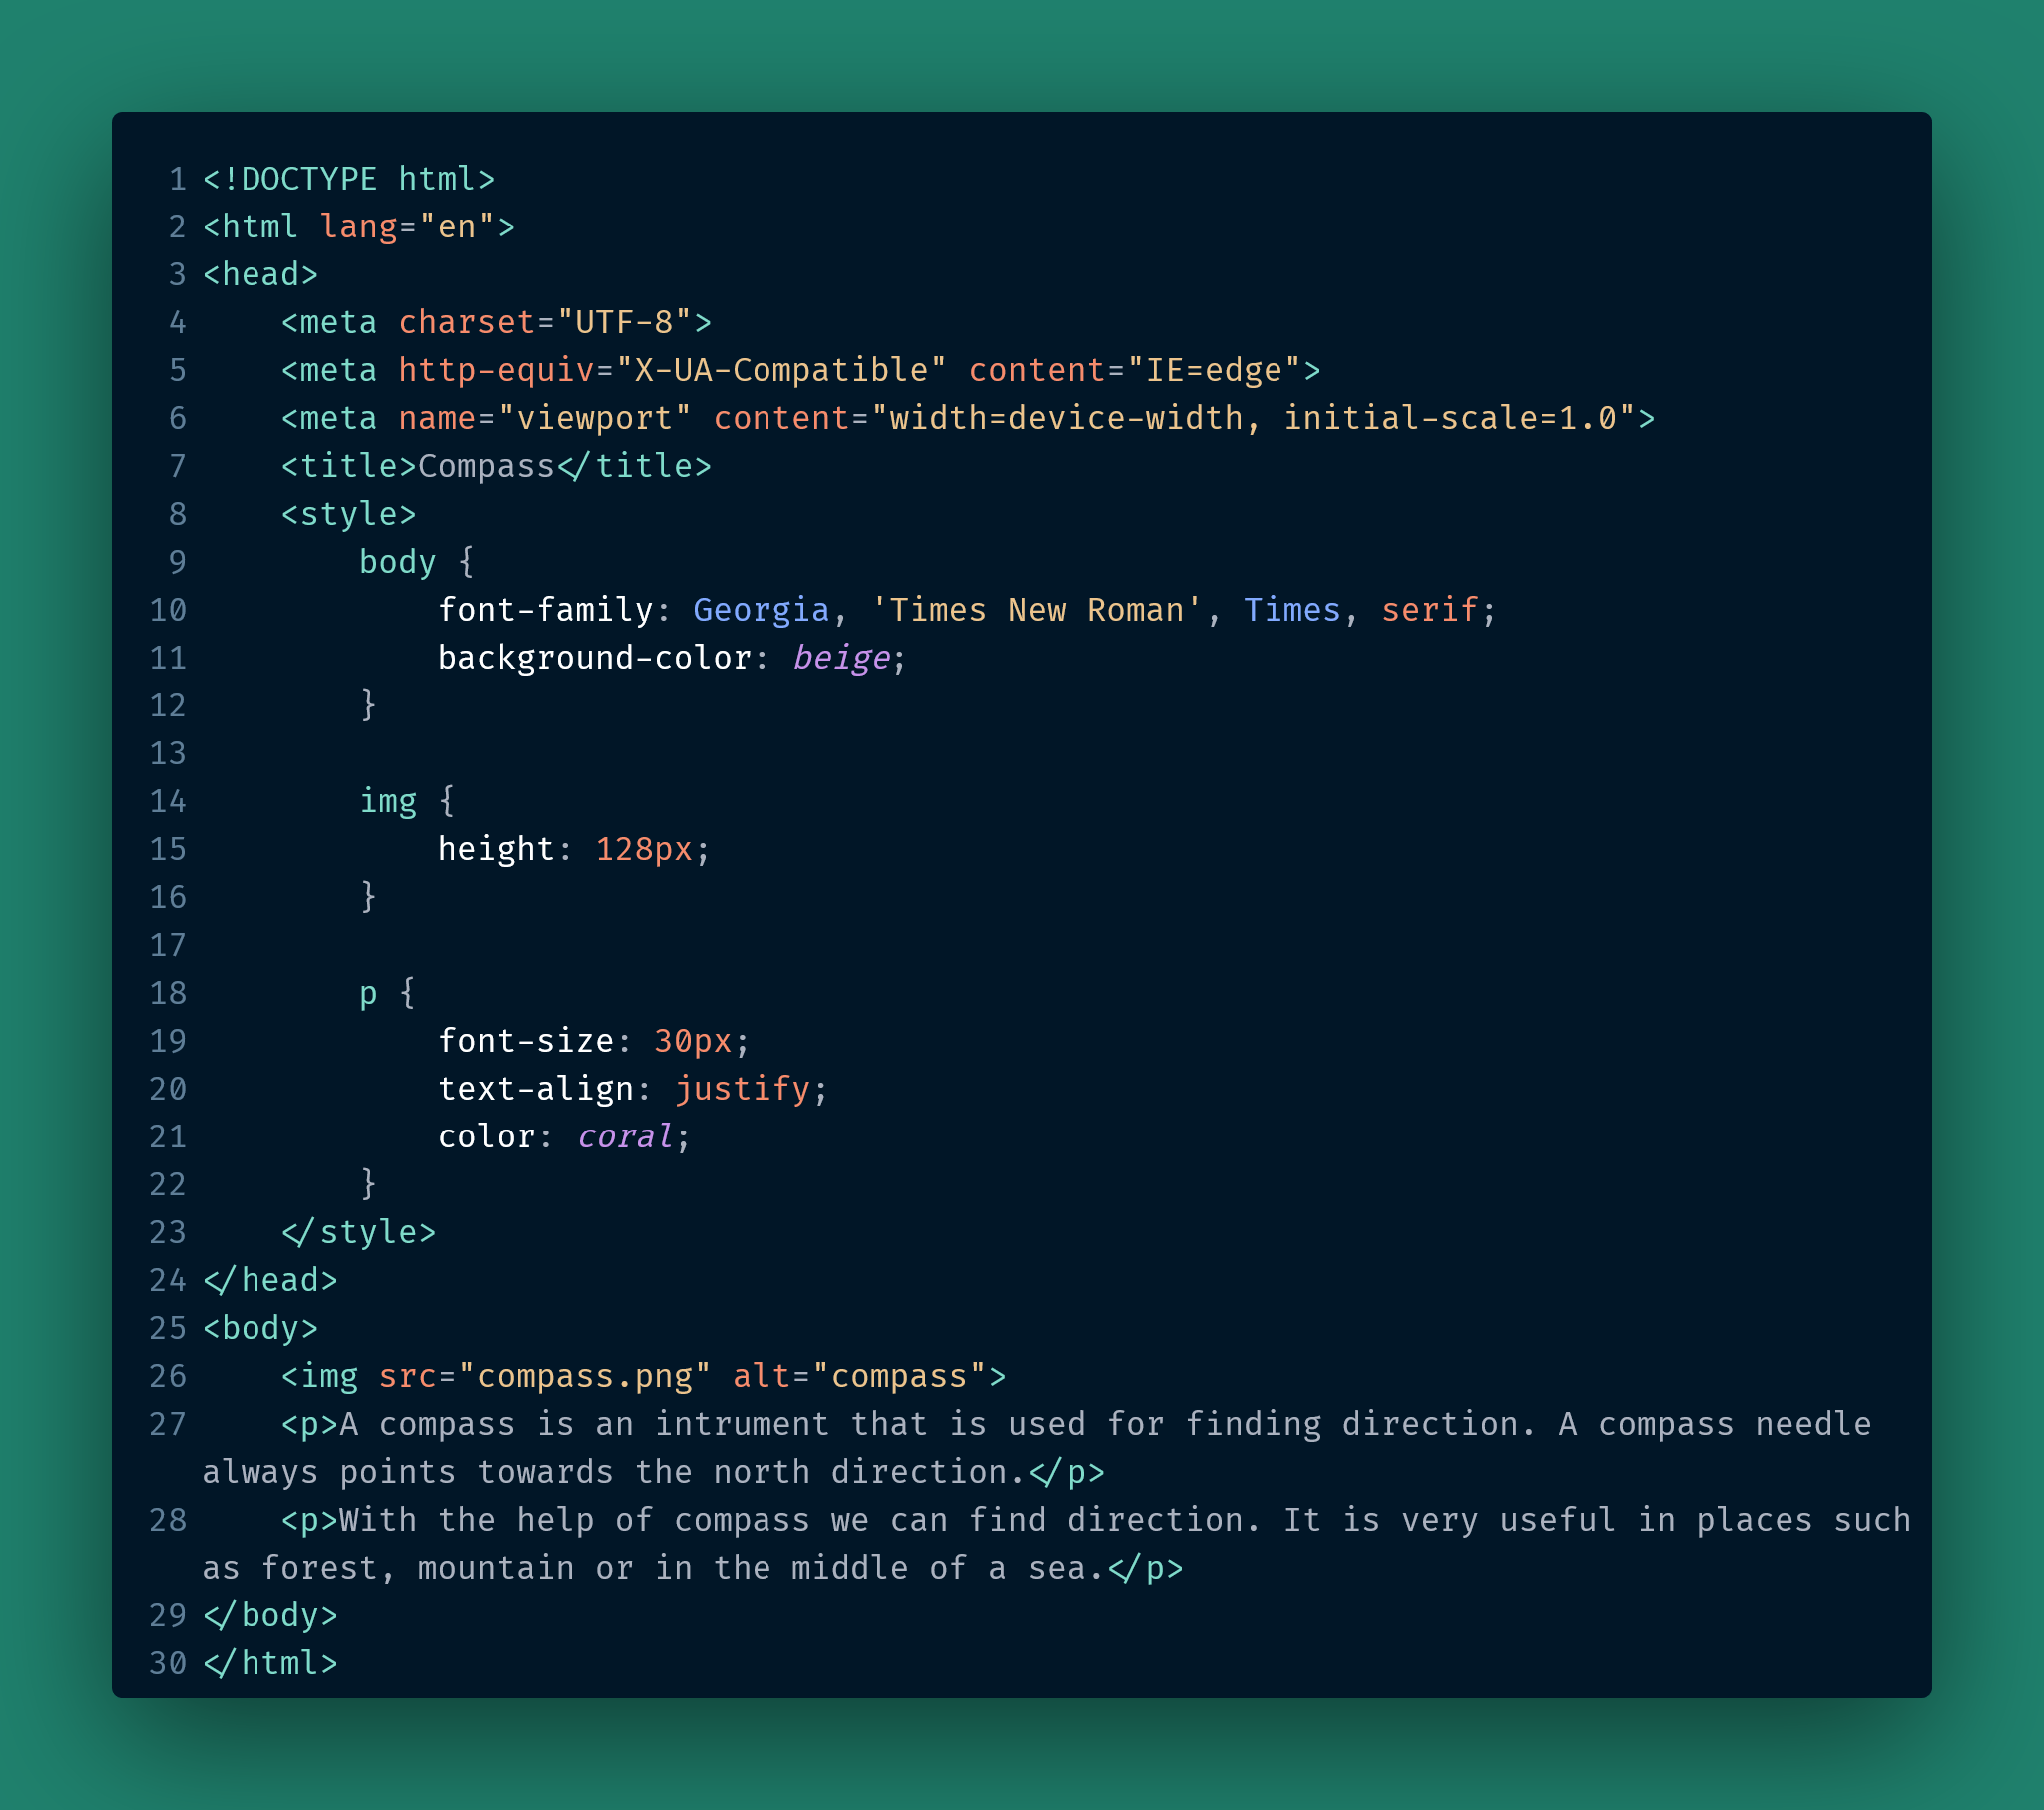 1 <!DOCTYPE html>
2 <html lang="en">
3 <head>
4     <meta charset="UTF-8">
5     <meta http-equiv="X-UA-Compatible" content="IE=edge">
6     <meta name="viewport" content="width=device-width, initial-scale=1.0">
7     <title>Compass</title>
8     <style>
9         body {
10             font-family: Georgia, 'Times New Roman', Times, serif;
11             background-color: beige;
12         }
13
14         img {
15             height: 128px;
16         }
17
18         p {
19             font-size: 30px;
20             text-align: justify;
21             color: coral;
22         }
23     </style>
24 </head>
25 <body>
26     <img src="compass.png" alt="compass">
27     <p>A compass is an intrument that is used for finding direction. A compass needle
always points towards the north direction.</p>
28     <p>With the help of compass we can find direction. It is very useful in places such
as forest, mountain or in the middle of a sea.</p>
29 </body>
30 </html>